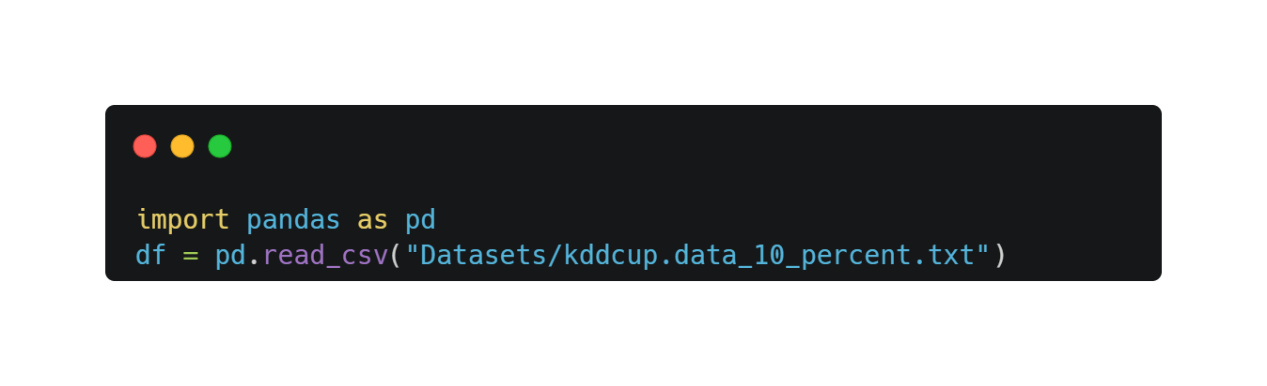 import pandas as pd
df = pd.read_csv("Datasets/kddcup.data_10_percent.txt")